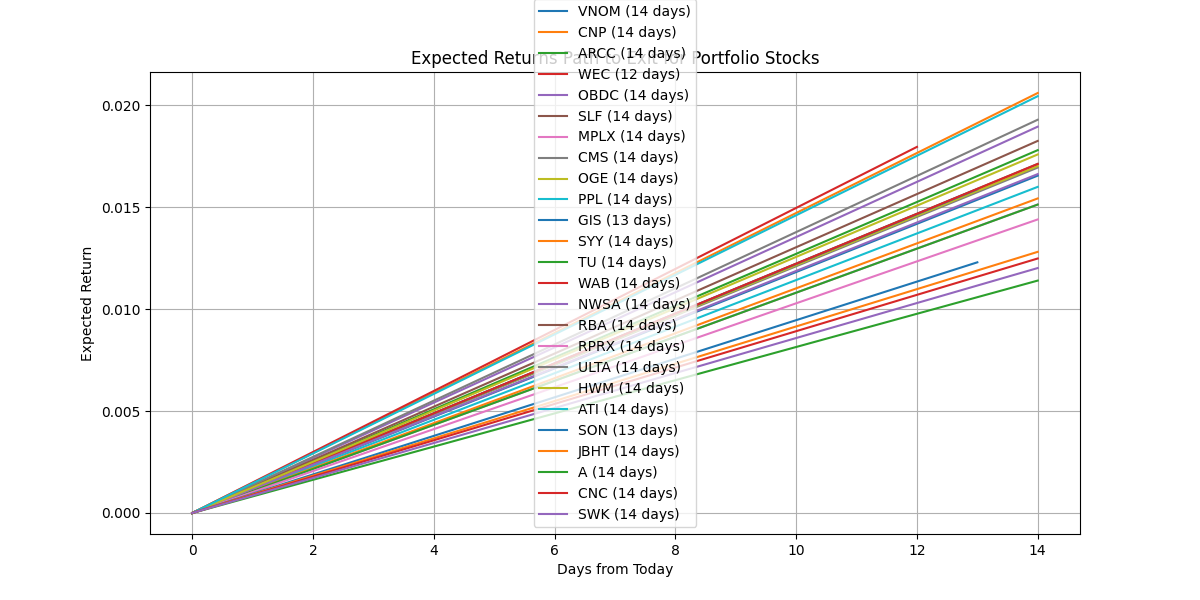 Expected Returns Path to Exit for Portfolio Stocks
VNOM (14 days)
CNP (14 days)
ARCC (14 days)
WEC (12 days)
OBDC (14 days)
SLF (14 days)
MPLX (14 days)
CMS (14 days)
OGE (14 days)
PPL (14 days)
GIS (13 days)
SYY (14 days)
TU (14 days)
WAB (14 days)
NWSA (14 days)
RBA (14 days)
RPRX (14 days)
ULTA (14 days)
HWM (14 days)
ATI (14 days)
SON (13 days)
JBHT (14 days)
A (14 days)
CNC (14 days)
SWK (14 days)
Expected Return
0.020
0.015
0.010
0.005
0.000
0 2 4 6 8 10 12 14
Days from Today